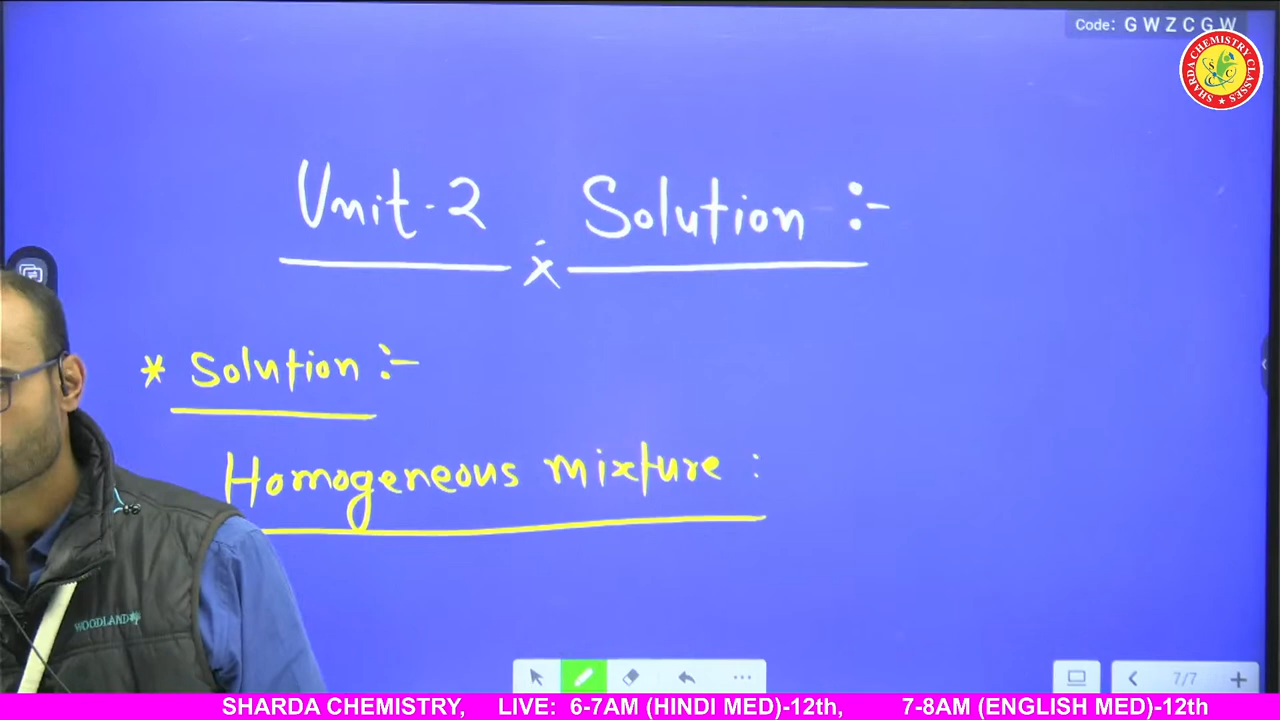 Code: GWZCGW
SHARDA CHEMISTRY CLASSES
S C C
Unit-2 Solution :-
x
* Solution :-
Homogeneous mixture :
WOODLAND
7/7
SHARDA CHEMISTRY, LIVE: 6-7AM (HINDI MED)-12th, 7-8AM (ENGLISH MED)-12th